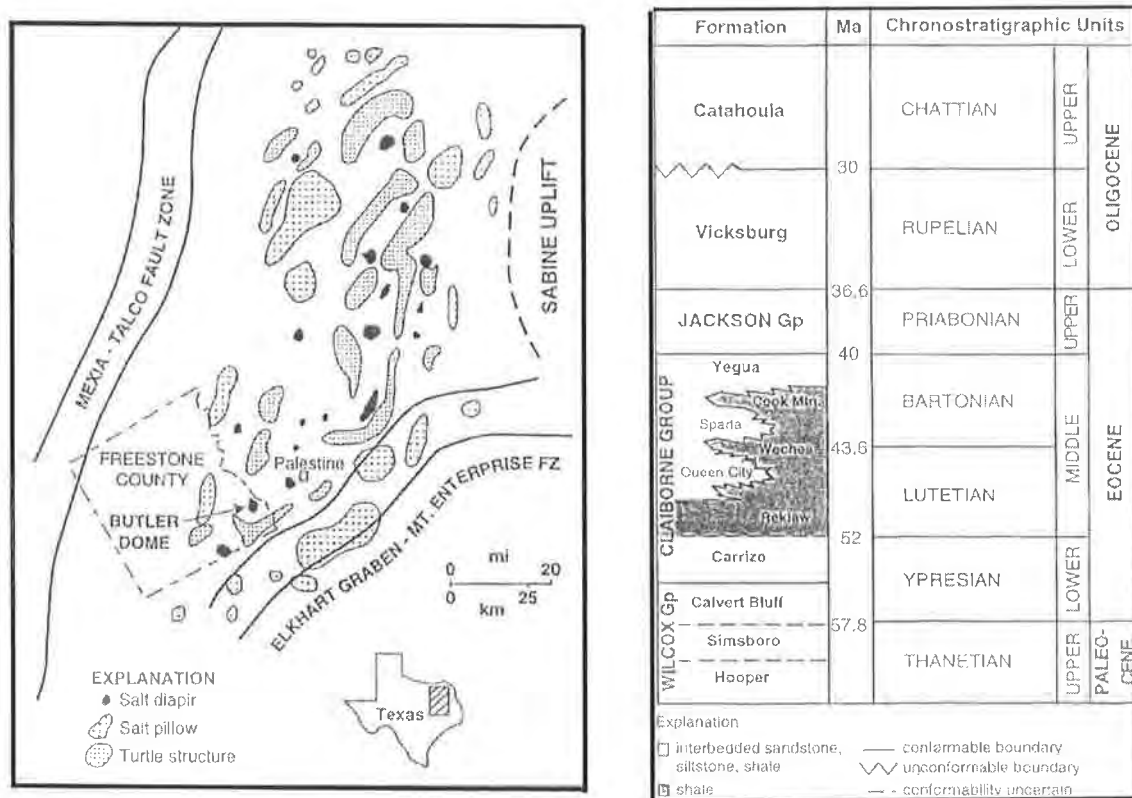 MEXIA - TALCO FAULT ZONE
SABINE UPLIFT
FREESTONE
COUNTY
BUTLER
DOME
Palestine
ELKHART GRABEN - MT. ENTERPRISE FZ
mi
0 20
0 25
km
EXPLANATION
Salt diapir
Salt pillow
Turtle structure
Texas
Formation Ma Chronostratigraphic Units
Catahoula CHATTIAN UPPER
30
OLIGOCENE
Vicksburg RUPELIAN LOWER
36,6
JACKSON Gp PRIABONIAN UPPER
40
CLAIBORNE GROUP
Yegua
Cook Mtn.
BARTONIAN
Sparta
Weches
43.6
MIDDLE
EOCENE
Queen City
LUTETIAN
Reklaw
52
Carrizo
YPRESIAN LOWER
WILCOX Gp
Calvert Bluff
57.8
Simsboro
THANETIAN UPPER
PALEO-
CENE
Hooper
Explanation
interbedded sandstone,
siltstone, shale
shale
conformable boundary
unconformable boundary
conformability uncertain